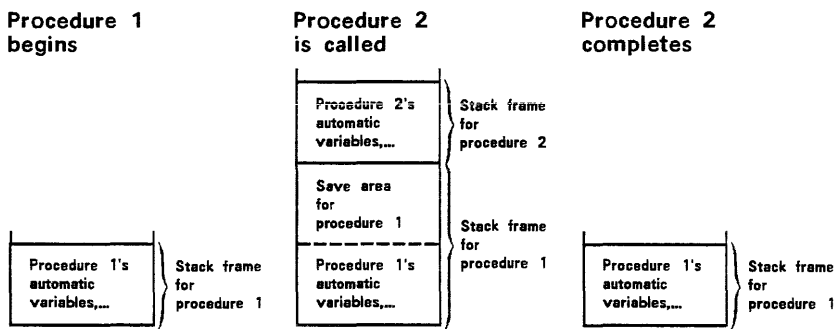 Procedure 1
begins
Procedure 2
is called
Procedure 2
completes
Procedure 2's
automatic
variables,...
Stack frame
for
procedure 2
Save area
for
procedure 1
Stack frame
for
procedure 1
Procedure 1's
automatic
variables,...
Stack frame
for
procedure 1
Procedure 1's
automatic
variables,...
Procedure 1's
automatic
variables,...
Stack frame
for
procedure 1